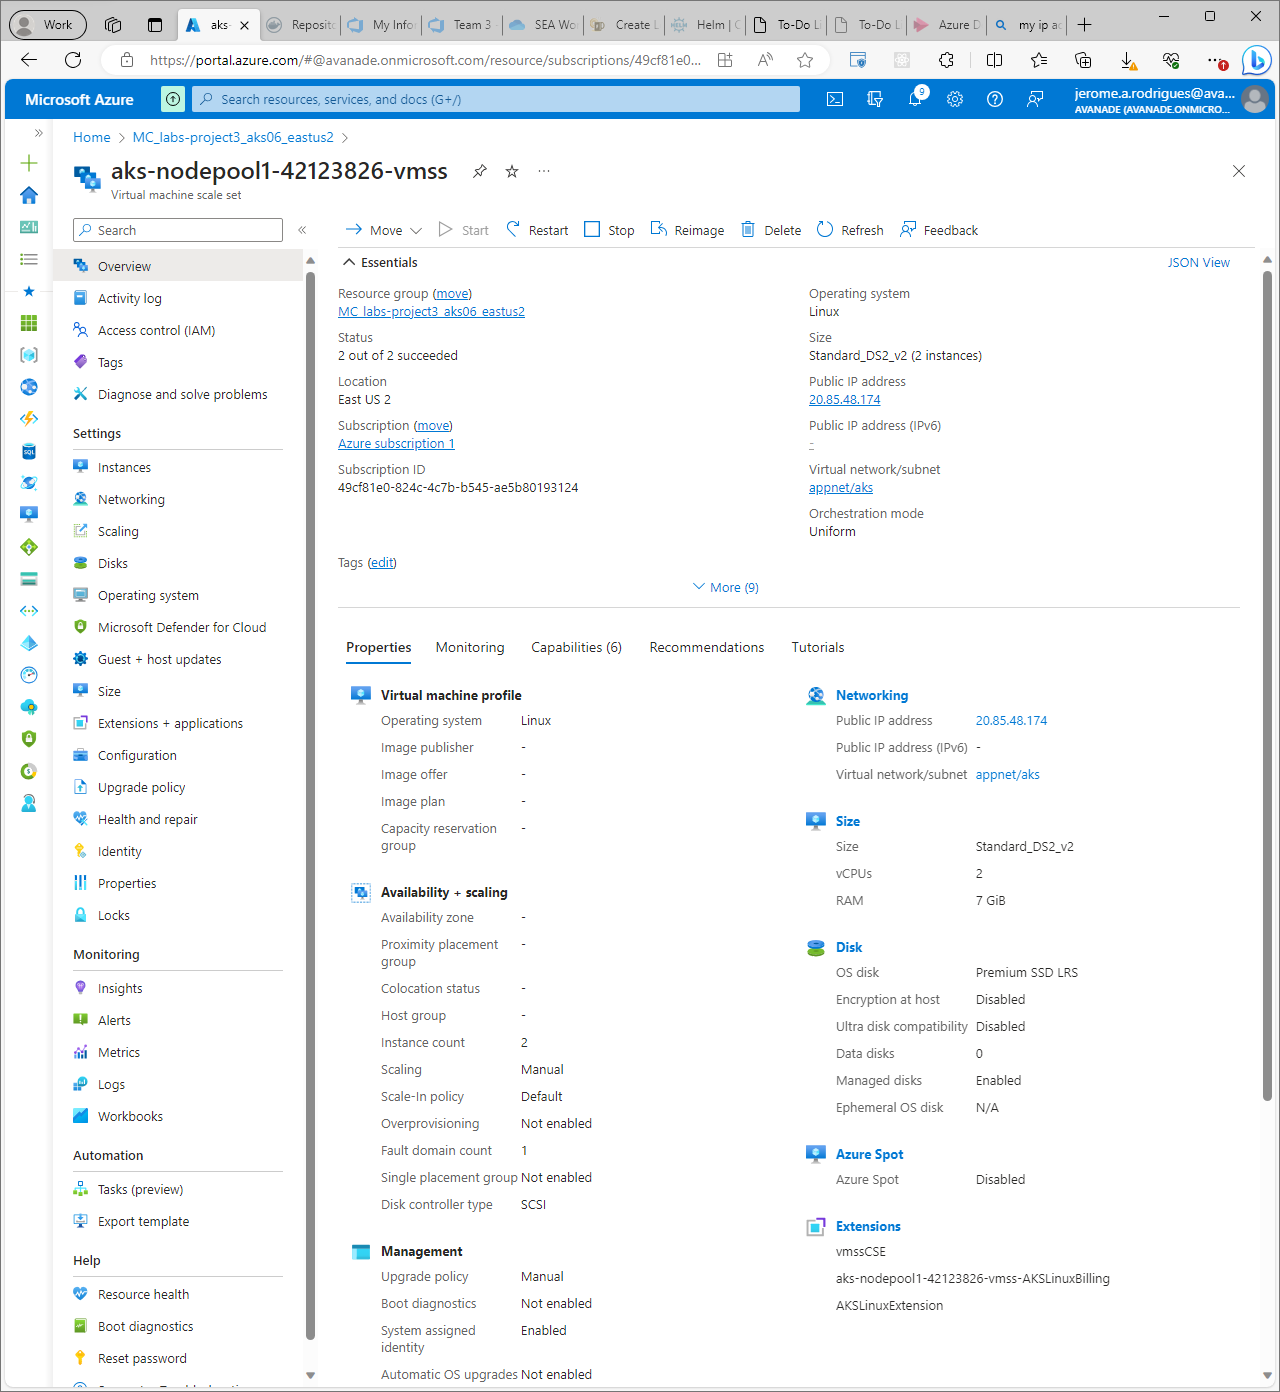 Work
aks-
Reposito
My Infor
Team 3 -
SEA Wo
Create L
Helm | C
To-Do Li
To-Do L
Azure D
my ip ac
https://portal.azure.com/#@avanade.onmicrosoft.com/resource/subscriptions/49cf81e0...
Microsoft Azure
Search resources, services, and docs (G+/)
9
jerome.a.rodrigues@ava...
AVANADE (AVANADE.ONMICRO...
Home > MC_labs-project3_aks06_eastus2 >
aks-nodepool1-42123826-vmss
Virtual machine scale set
Search
Move
Start
Restart
Stop
Reimage
Delete
Refresh
Feedback
Overview
Activity log
Access control (IAM)
Tags
Diagnose and solve problems
Settings
Instances
Networking
Scaling
Disks
Operating system
Microsoft Defender for Cloud
Guest + host updates
Size
Extensions + applications
Configuration
Upgrade policy
Health and repair
Identity
Properties
Locks
Monitoring
Insights
Alerts
Metrics
Logs
Workbooks
Automation
Tasks (preview)
Export template
Help
Resource health
Boot diagnostics
Reset password
Essentials
JSON View
Resource group (move)
MC_labs-project3_aks06_eastus2
Status
2 out of 2 succeeded
Location
East US 2
Subscription (move)
Azure subscription 1
Subscription ID
49cf81e0-824c-4c7b-b545-ae5b80193124
Operating system
Linux
Size
Standard_DS2_v2 (2 instances)
Public IP address
20.85.48.174
Public IP address (IPv6)
-
Virtual network/subnet
appnet/aks
Orchestration mode
Uniform
Tags (edit)
More (9)
Properties
Monitoring
Capabilities (6)
Recommendations
Tutorials
Virtual machine profile
Operating system Linux
Image publisher -
Image offer -
Image plan -
Capacity reservation group -
Availability + scaling
Availability zone -
Proximity placement group -
Colocation status -
Host group -
Instance count 2
Scaling Manual
Scale-In policy Default
Overprovisioning Not enabled
Fault domain count 1
Single placement group Not enabled
Disk controller type SCSI
Management
Upgrade policy Manual
Boot diagnostics Not enabled
System assigned identity Enabled
Automatic OS upgrades Not enabled
Networking
Public IP address 20.85.48.174
Public IP address (IPv6) -
Virtual network/subnet appnet/aks
Size
Size Standard_DS2_v2
vCPUs 2
RAM 7 GiB
Disk
OS disk Premium SSD LRS
Encryption at host Disabled
Ultra disk compatibility Disabled
Data disks 0
Managed disks Enabled
Ephemeral OS disk N/A
Azure Spot
Azure Spot Disabled
Extensions
vmssCSE
aks-nodepool1-42123826-vmss-AKSLinuxBilling
AKSLinuxExtension